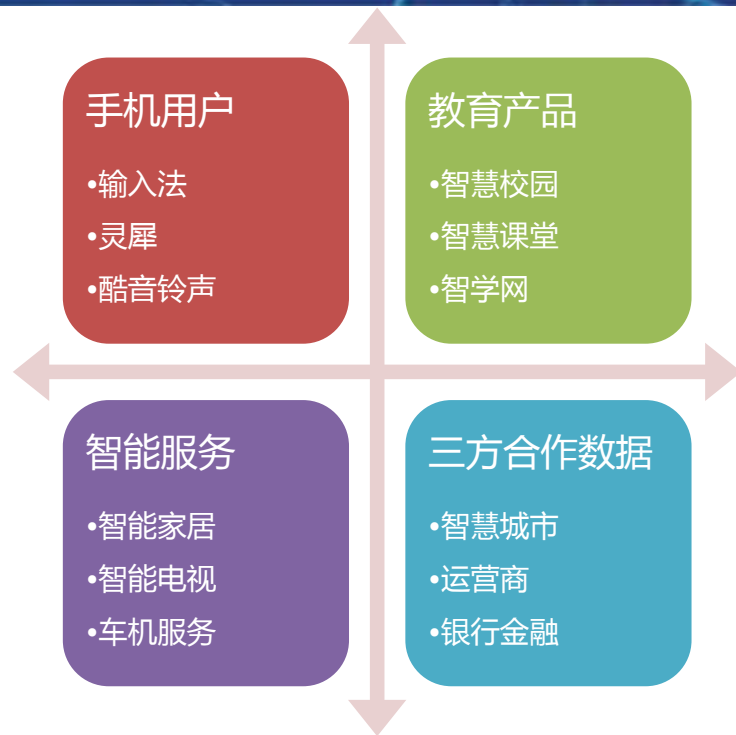 手机用户
•输入法
•灵犀
•酷音铃声
教育产品
•智慧校园
•智慧课堂
•智学网
智能服务
•智能家居
•智能电视
•车机服务
三方合作数据
•智慧城市
•运营商
•银行金融